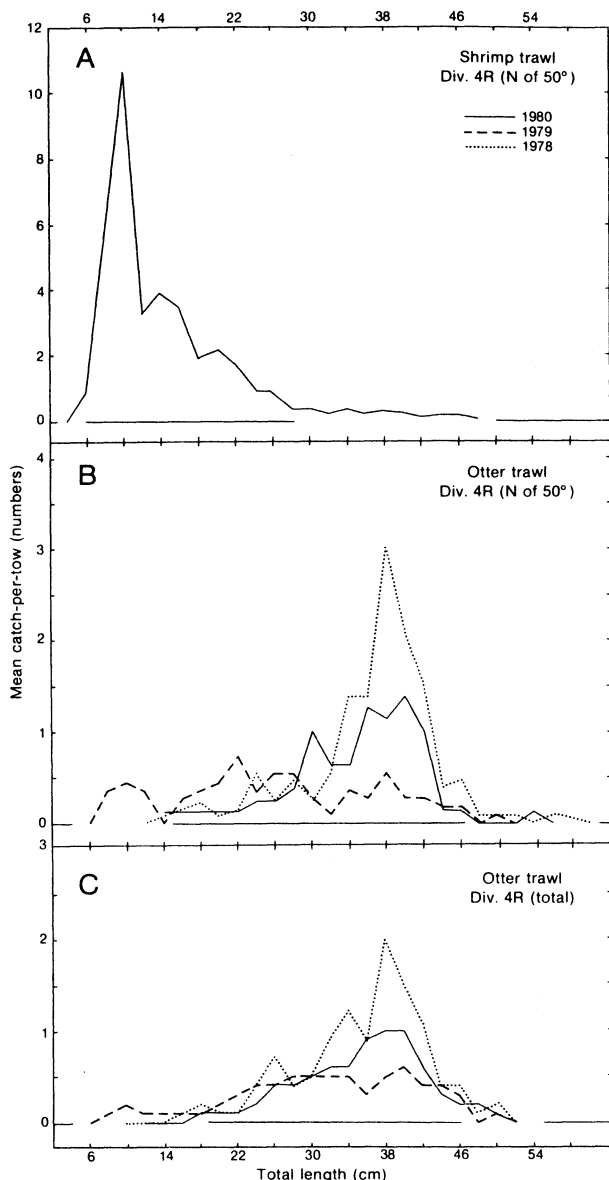 6 14 22 30 38 46 54
12
A
Shrimp trawl
Div. 4R (N of 50°)
1980
1979
1978
10
8
6
4
2
0
4
B
Otter trawl
Div. 4R (N of 50°)
3
2
1
0
Mean catch-per-tow (numbers)
3
C
Otter trawl
Div. 4R (total)
2
1
0
6 14 22 30 38 46 54
Total length (cm)